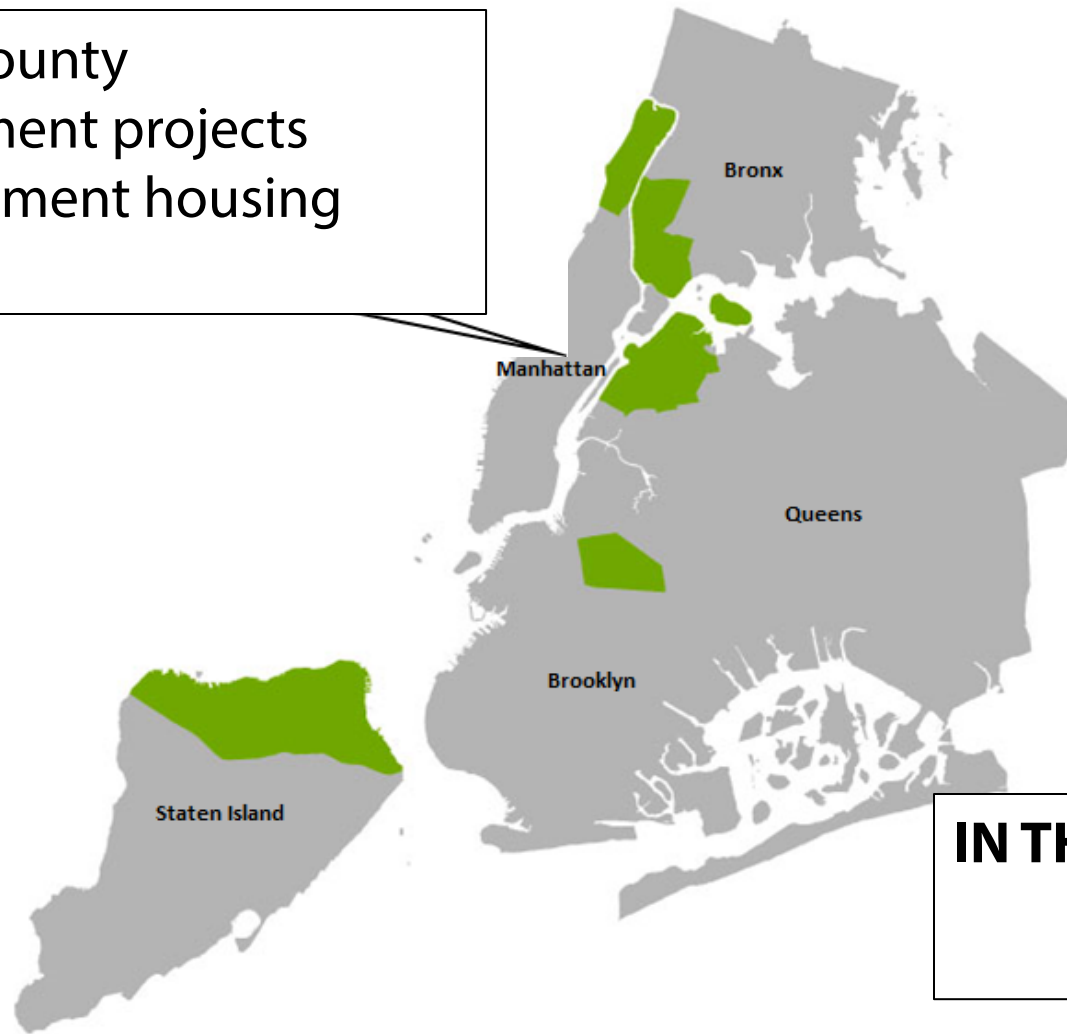 ounty
nent projects
ment housing
Bronx
Manhattan
Queens
Brooklyn
Staten Island
IN TH